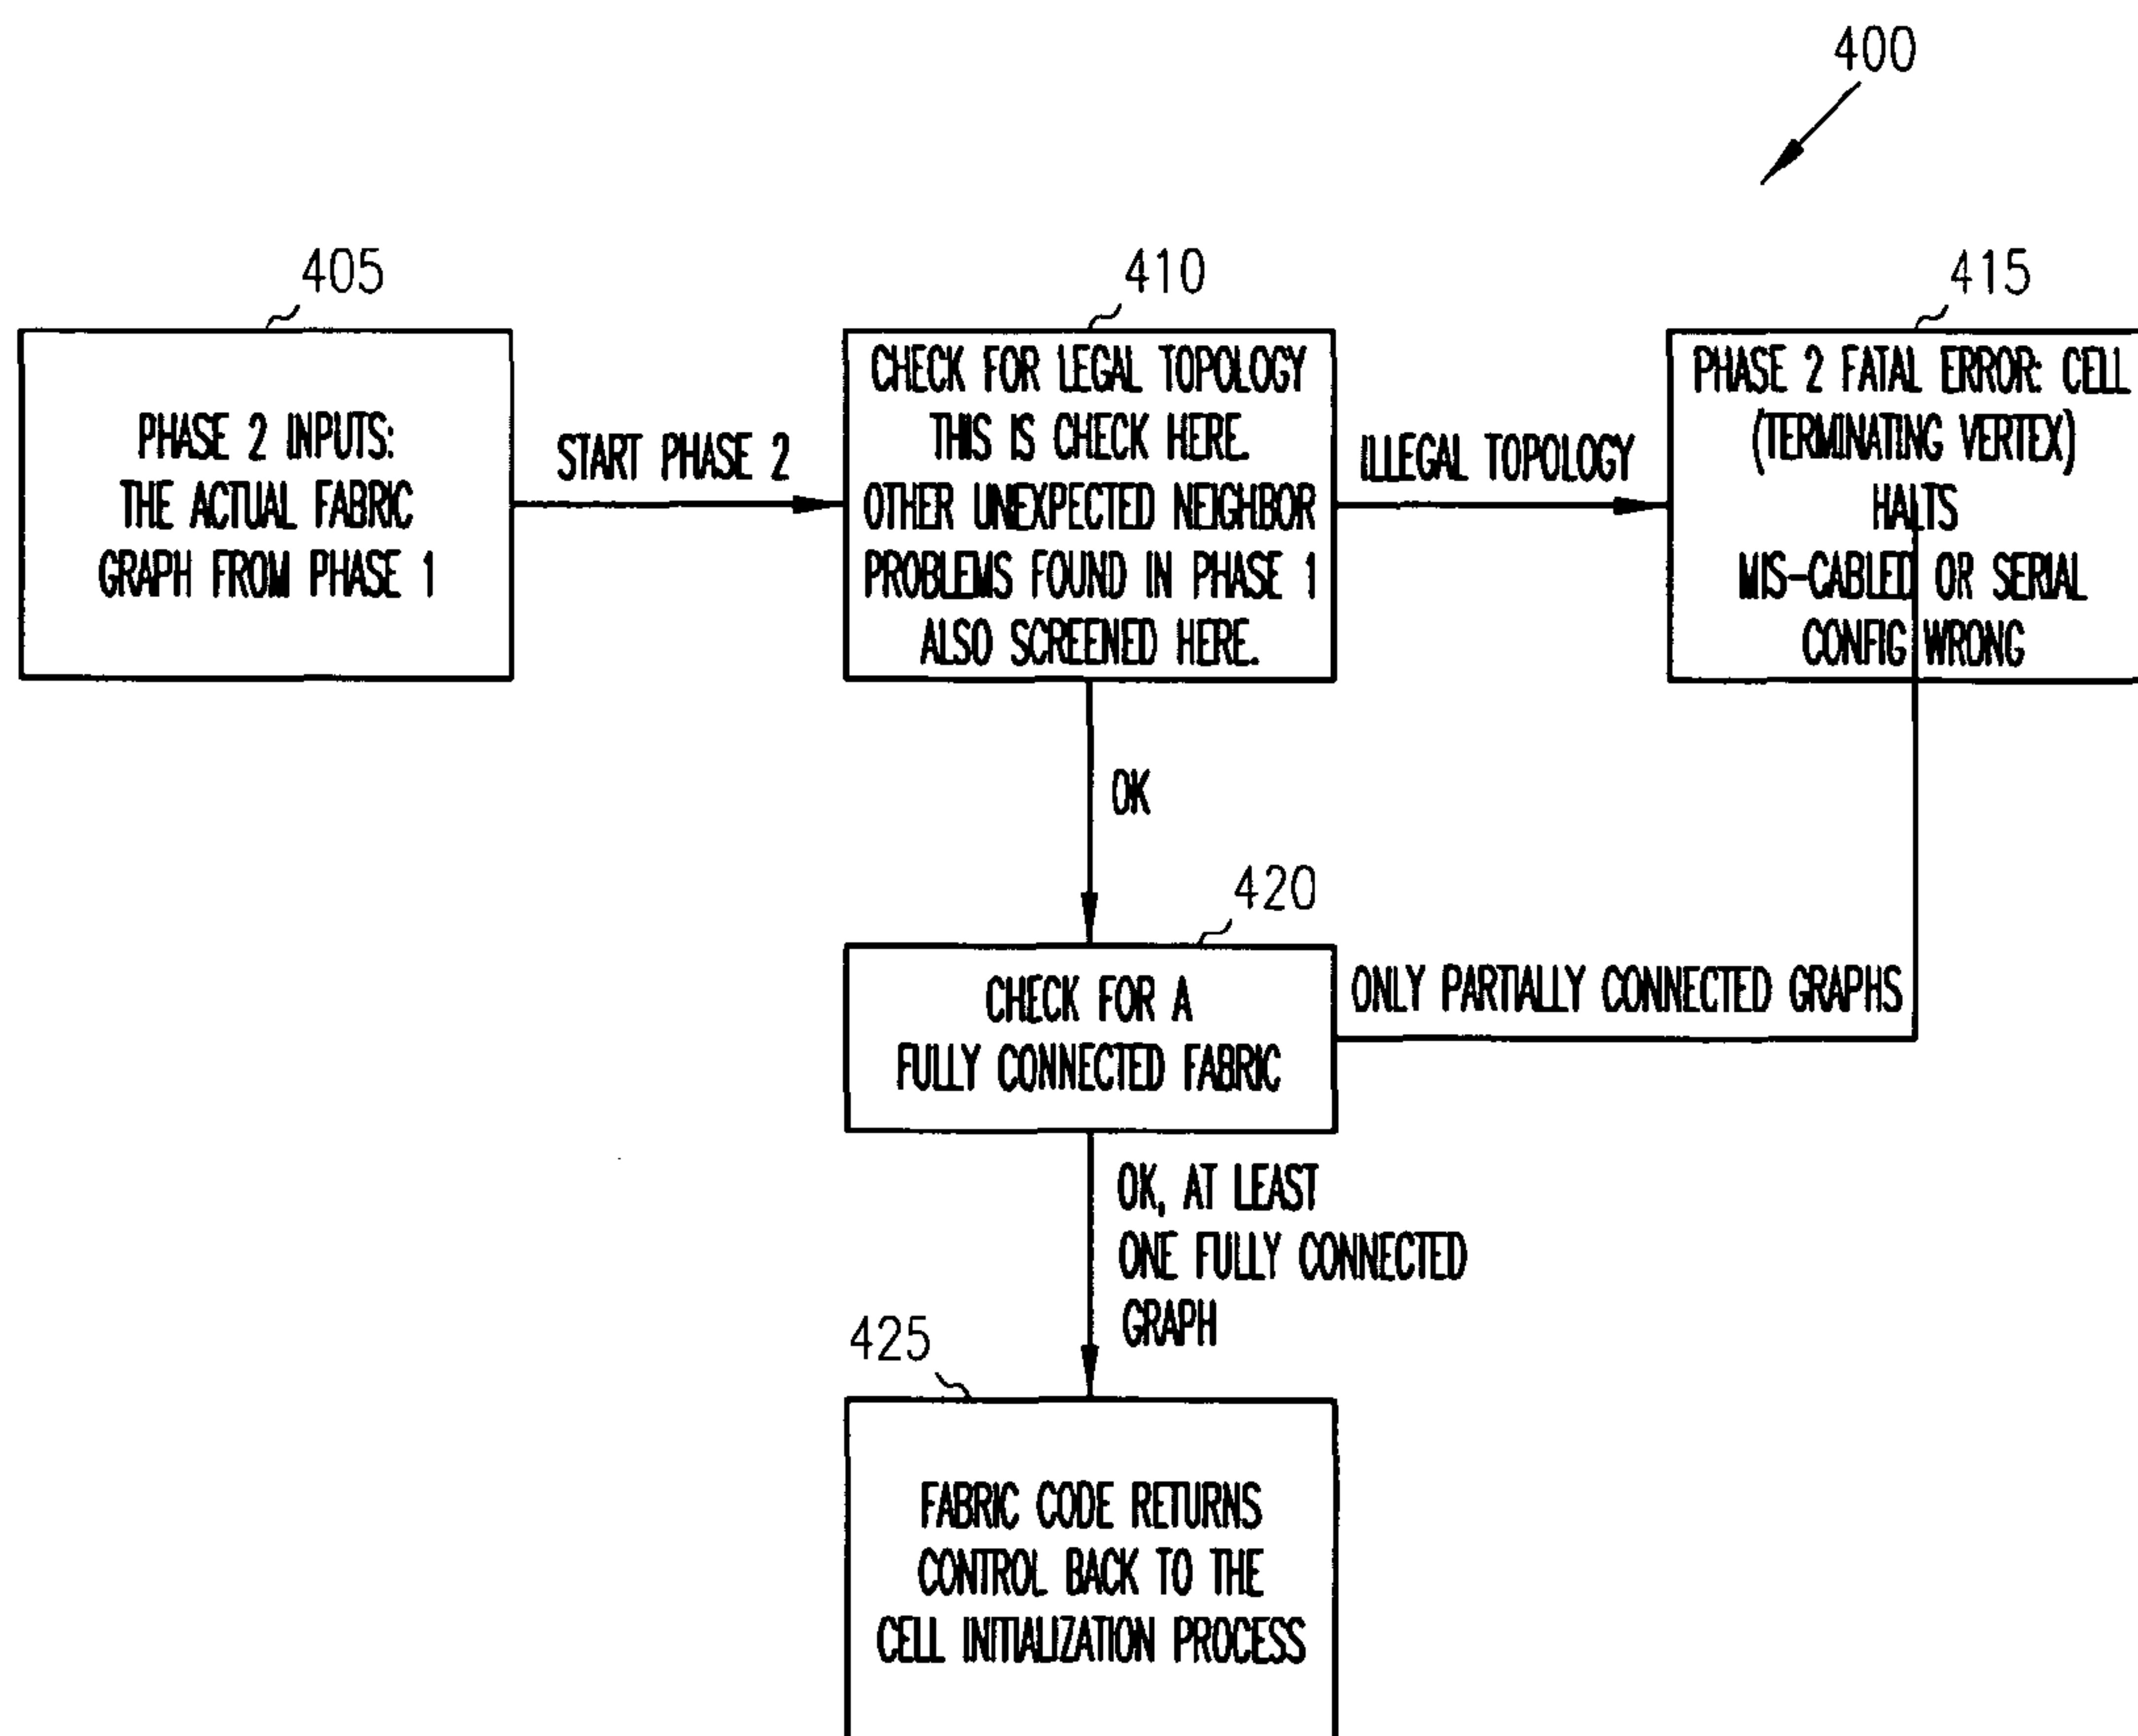 400
405
PHASE 2 INPUTS:
THE ACTUAL FABRIC
GRAPH FROM PHASE 1
START PHASE 2
410
CHECK FOR LEGAL TOPOLOGY
THIS IS CHECK HERE.
OTHER UNEXPECTED NEIGHBOR
PROBLEMS FOUND IN PHASE 1
ALSO SCREENED HERE.
ILLEGAL TOPOLOGY
415
PHASE 2 FATAL ERROR: CELL
(TERMINATING VERTEX)
HALTS
MIS-CABLED OR SERIAL
CONFIG WRONG
OK
420
CHECK FOR A
FULLY CONNECTED FABRIC
ONLY PARTIALLY CONNECTED GRAPHS
OK, AT LEAST
ONE FULLY CONNECTED
GRAPH
425
FABRIC CODE RETURNS
CONTROL BACK TO THE
CELL INITIALIZATION PROCESS